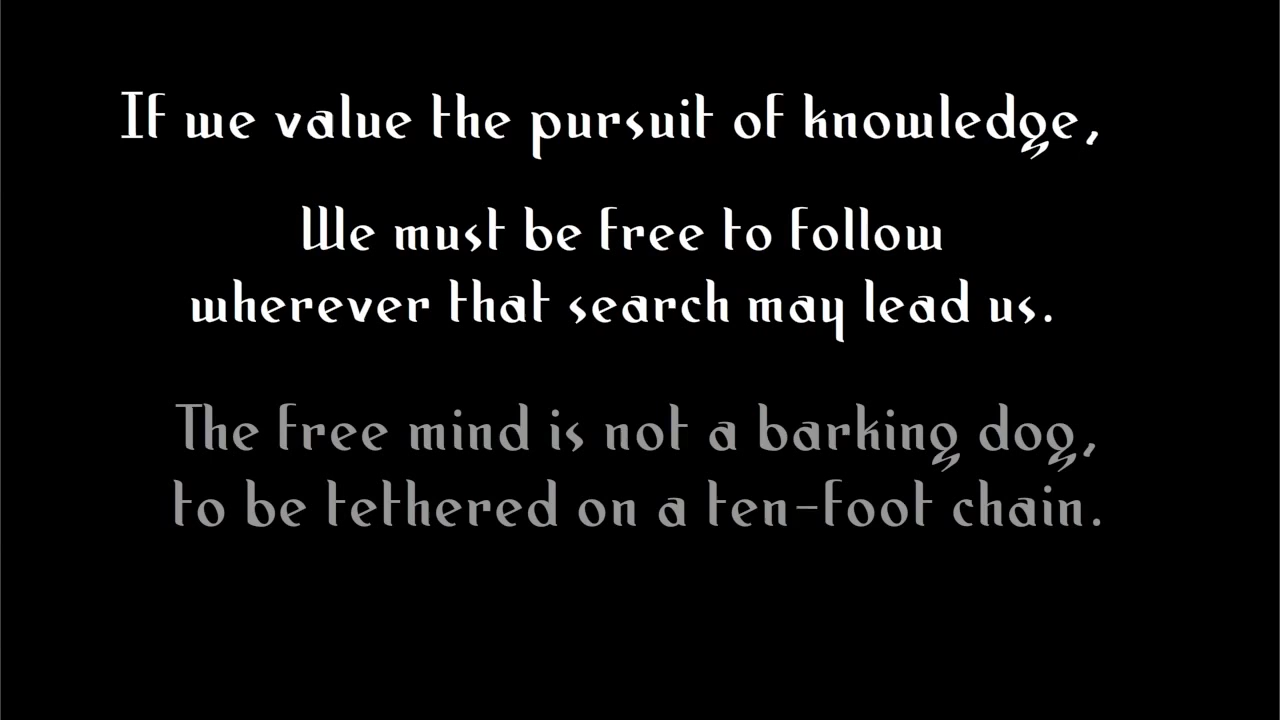 If we value the pursuit of knowledge,
We must be free to follow
wherever that search may lead us.
The free mind is not a barking dog,
to be tethered on a ten-foot chain.